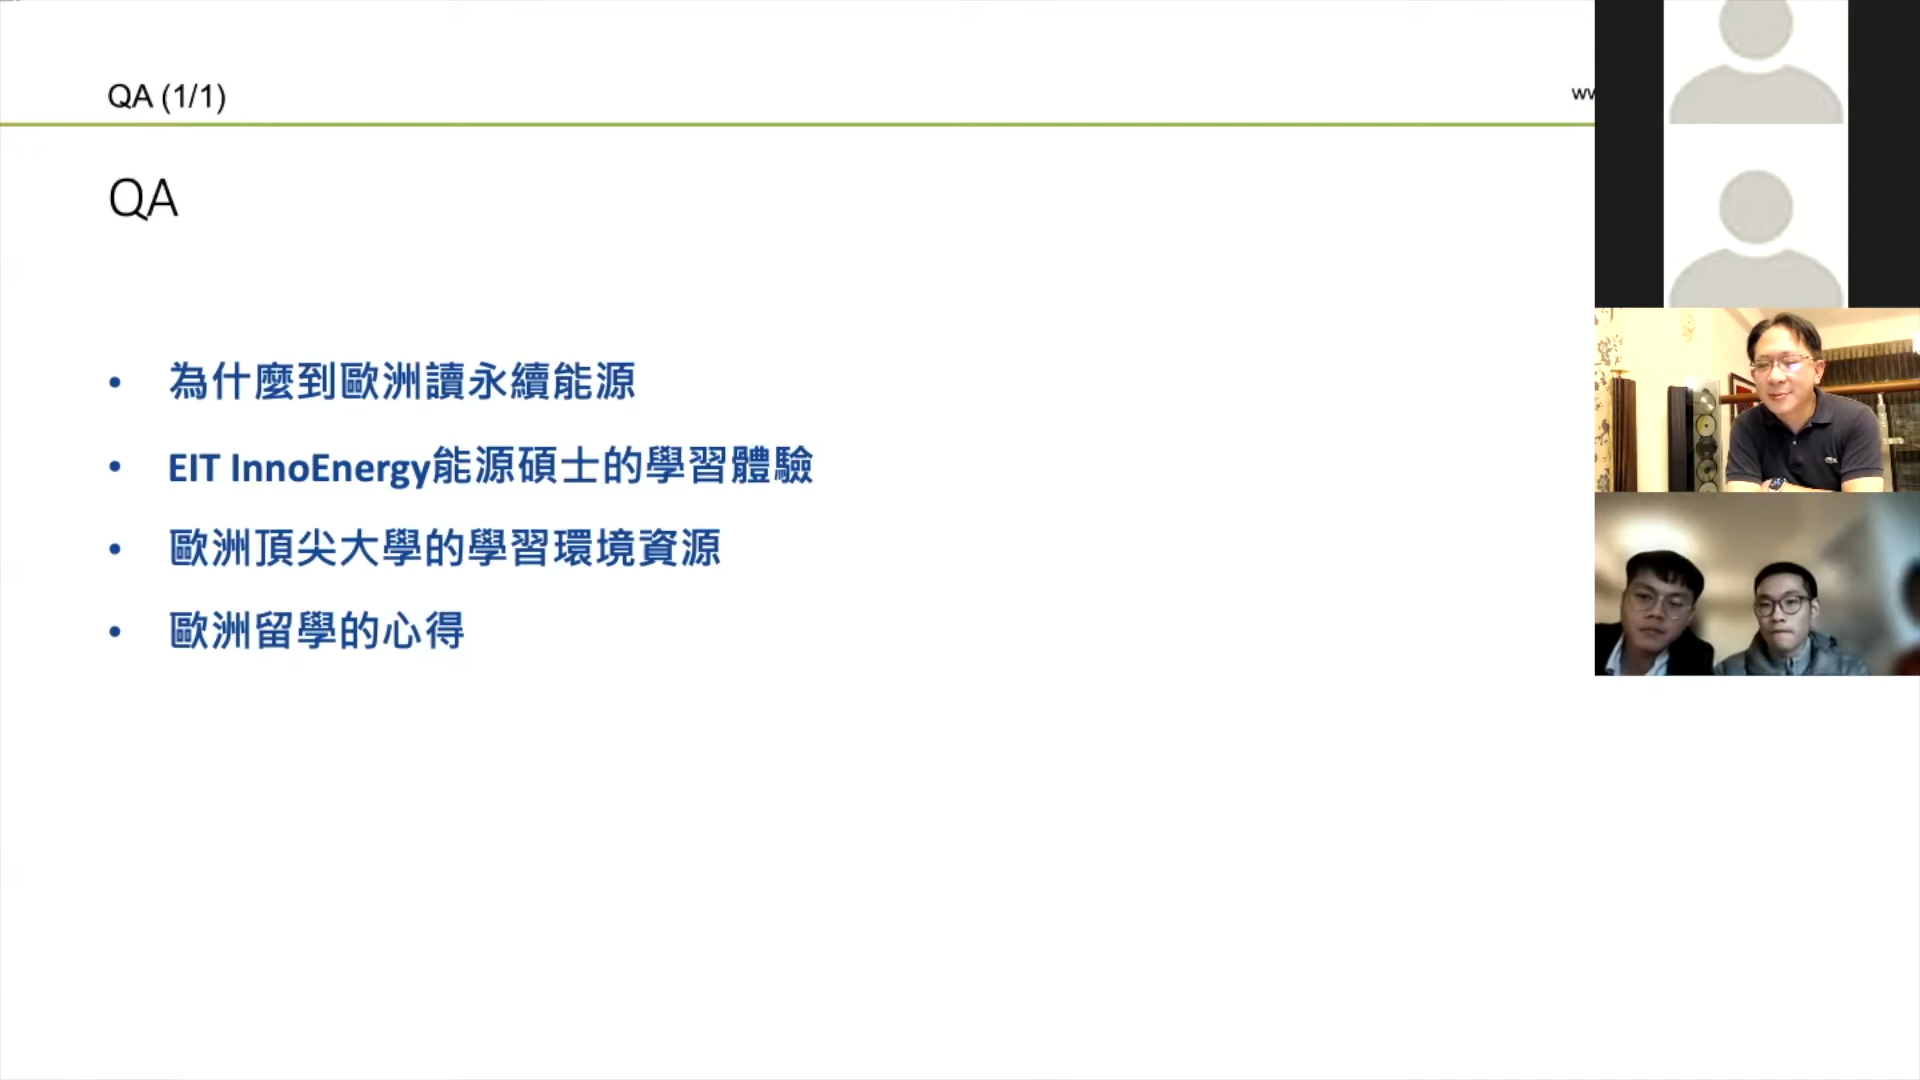 QA (1/1)
QA
• 為什麼到歐洲讀永續能源
• EIT InnoEnergy能源碩士的學習體驗
• 歐洲頂尖大學的學習環境資源
• 歐洲留學的心得